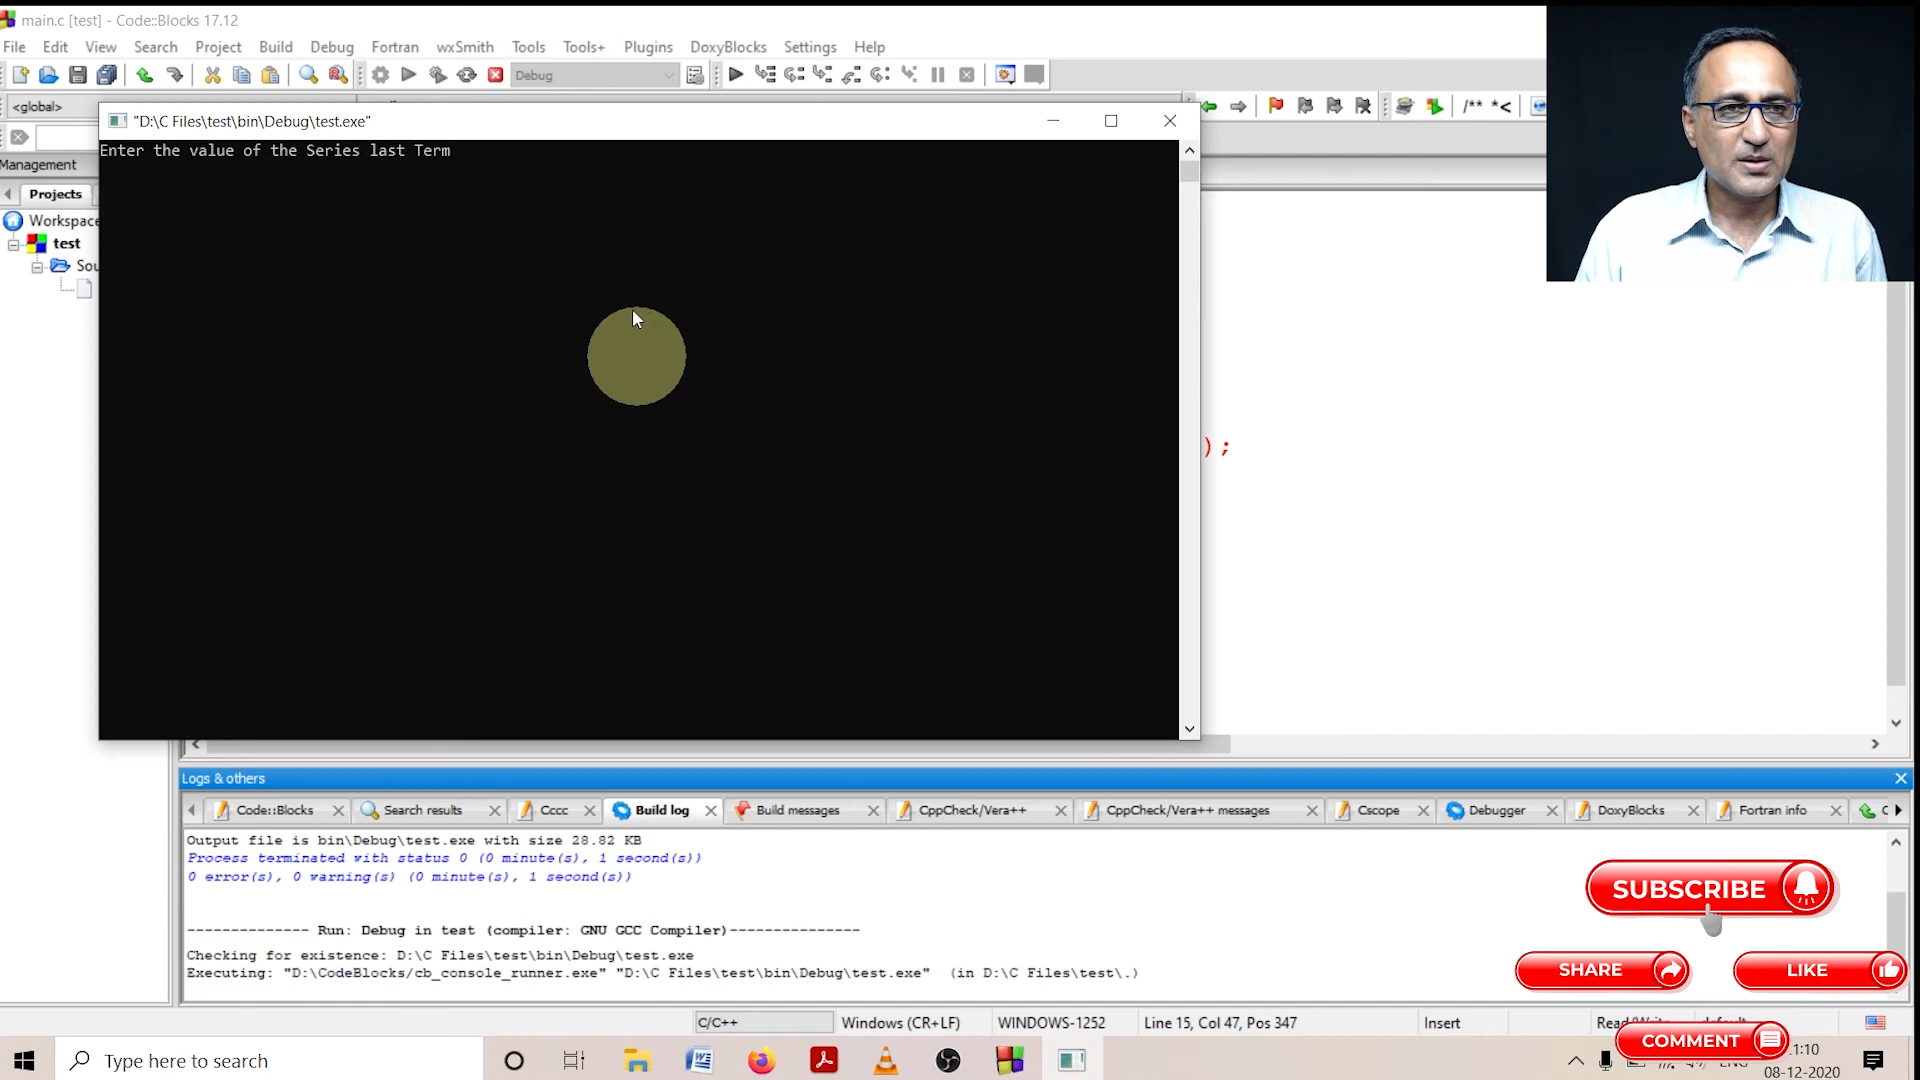 main.c [test] - Code::Blocks 17.12
File Edit View Search Project Build Debug Fortran wxSmith Tools Tools+ Plugins DoxyBlocks Settings Help
Debug
<global>
/** *<
"D:\C Files\test\bin\Debug\test.exe"
Enter the value of the Series last Term
Management
Projects
Workspace
test
Sou
);
Logs & others
Code::Blocks Search results Cccc Build log Build messages CppCheck/Vera++ CppCheck/Vera++ messages Cscope Debugger DoxyBlocks Fortran info C
Output file is bin\Debug\test.exe with size 28.82 KB
Process terminated with status 0 (0 minute(s), 1 second(s))
0 error(s), 0 warning(s) (0 minute(s), 1 second(s))
-------------- Run: Debug in test (compiler: GNU GCC Compiler)---------------
Checking for existence: D:\C Files\test\bin\Debug\test.exe
Executing: "D:\CodeBlocks/cb_console_runner.exe" "D:\C Files\test\bin\Debug\test.exe" (in D:\C Files\test\.)
SUBSCRIBE
SHARE LIKE
C/C++ Windows (CR+LF) WINDOWS-1252 Line 15, Col 47, Pos 347 Insert
COMMENT
Type here to search
1:10
08-12-2020